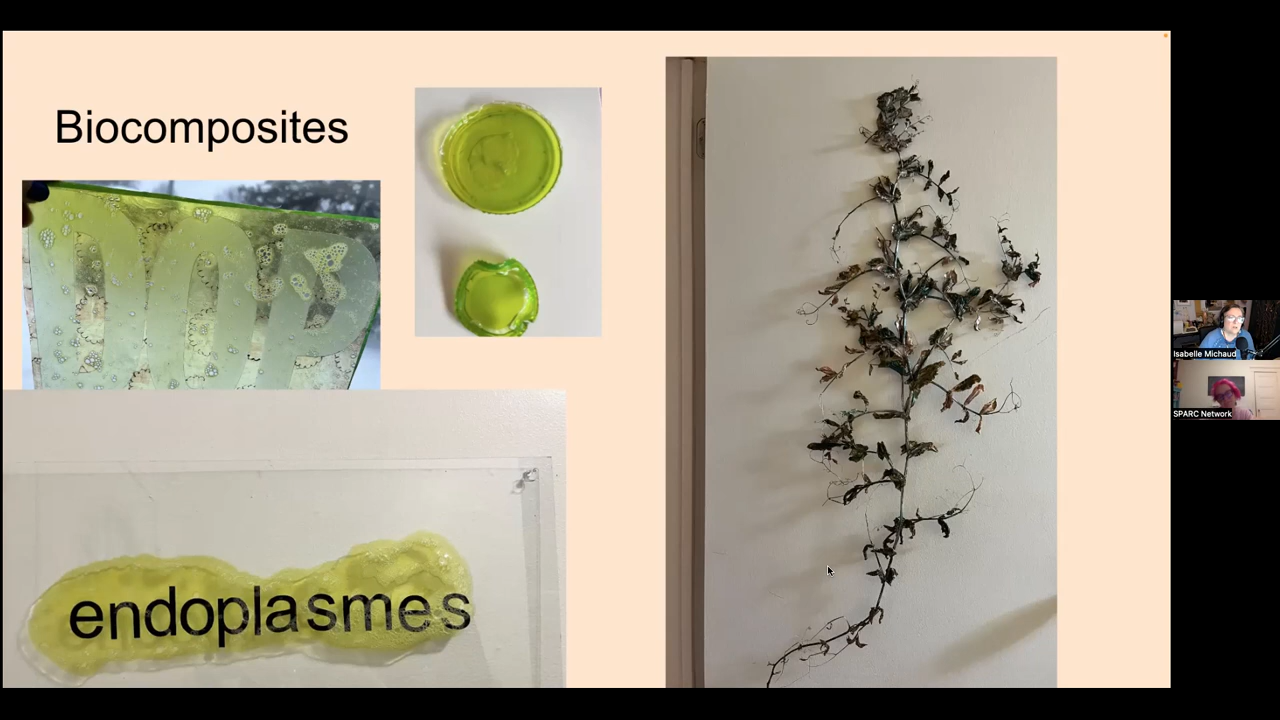 Biocomposites
endoplasmes
Isabelle Michaud
SPARC Network